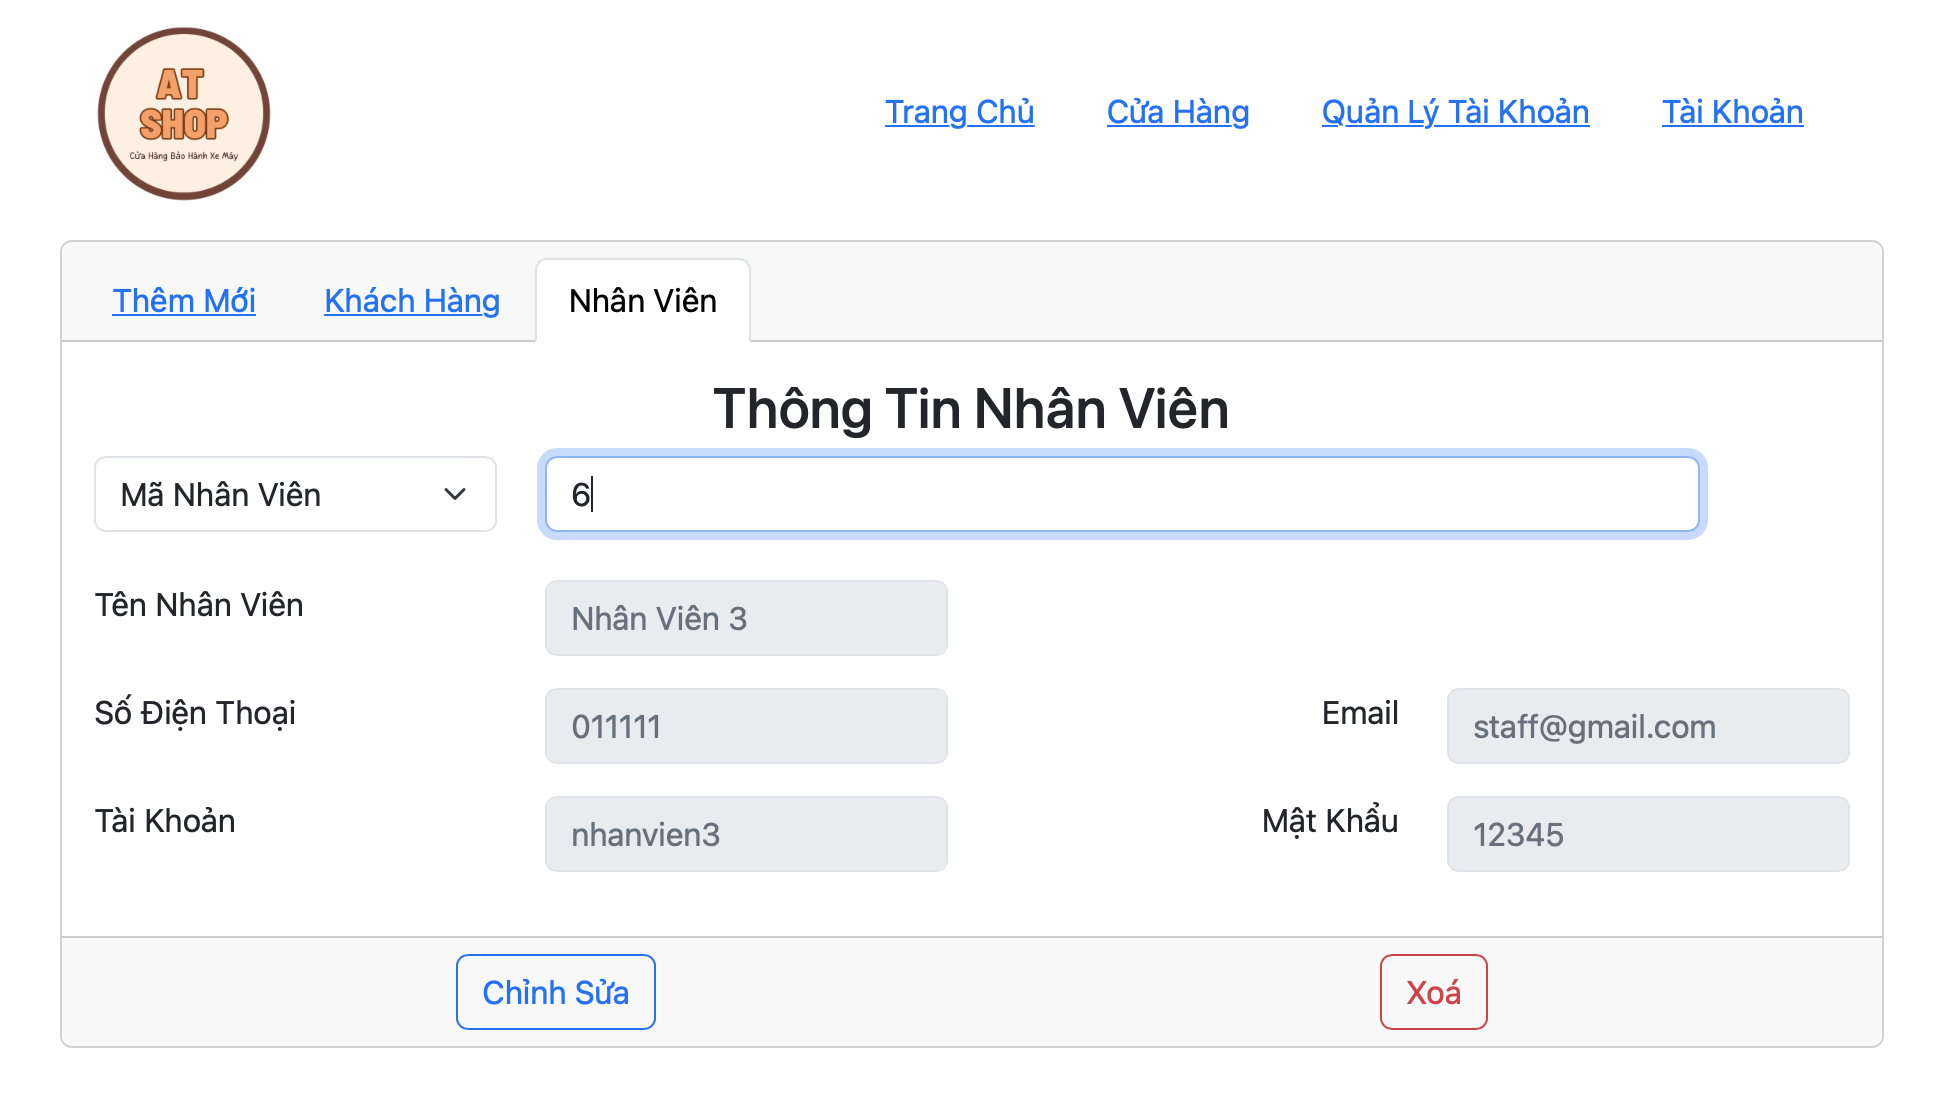 AT
SHOP
Cửa Hàng Bảo Hành Xe Máy
Trang Chủ Cửa Hàng Quản Lý Tài Khoản Tài Khoản
Thêm Mới Khách Hàng Nhân Viên
Thông Tin Nhân Viên
Mã Nhân Viên 6
Tên Nhân Viên Nhân Viên 3
Số Điện Thoại 011111 Email staff@gmail.com
Tài Khoản nhanvien3 Mật Khẩu 12345
Chỉnh Sửa Xoá